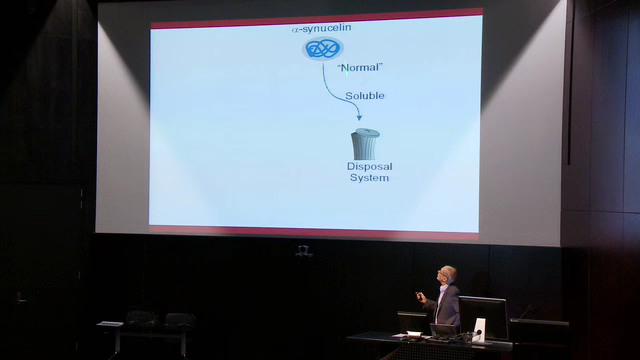 α-synucelin
“Normal”
Soluble
Disposal
System